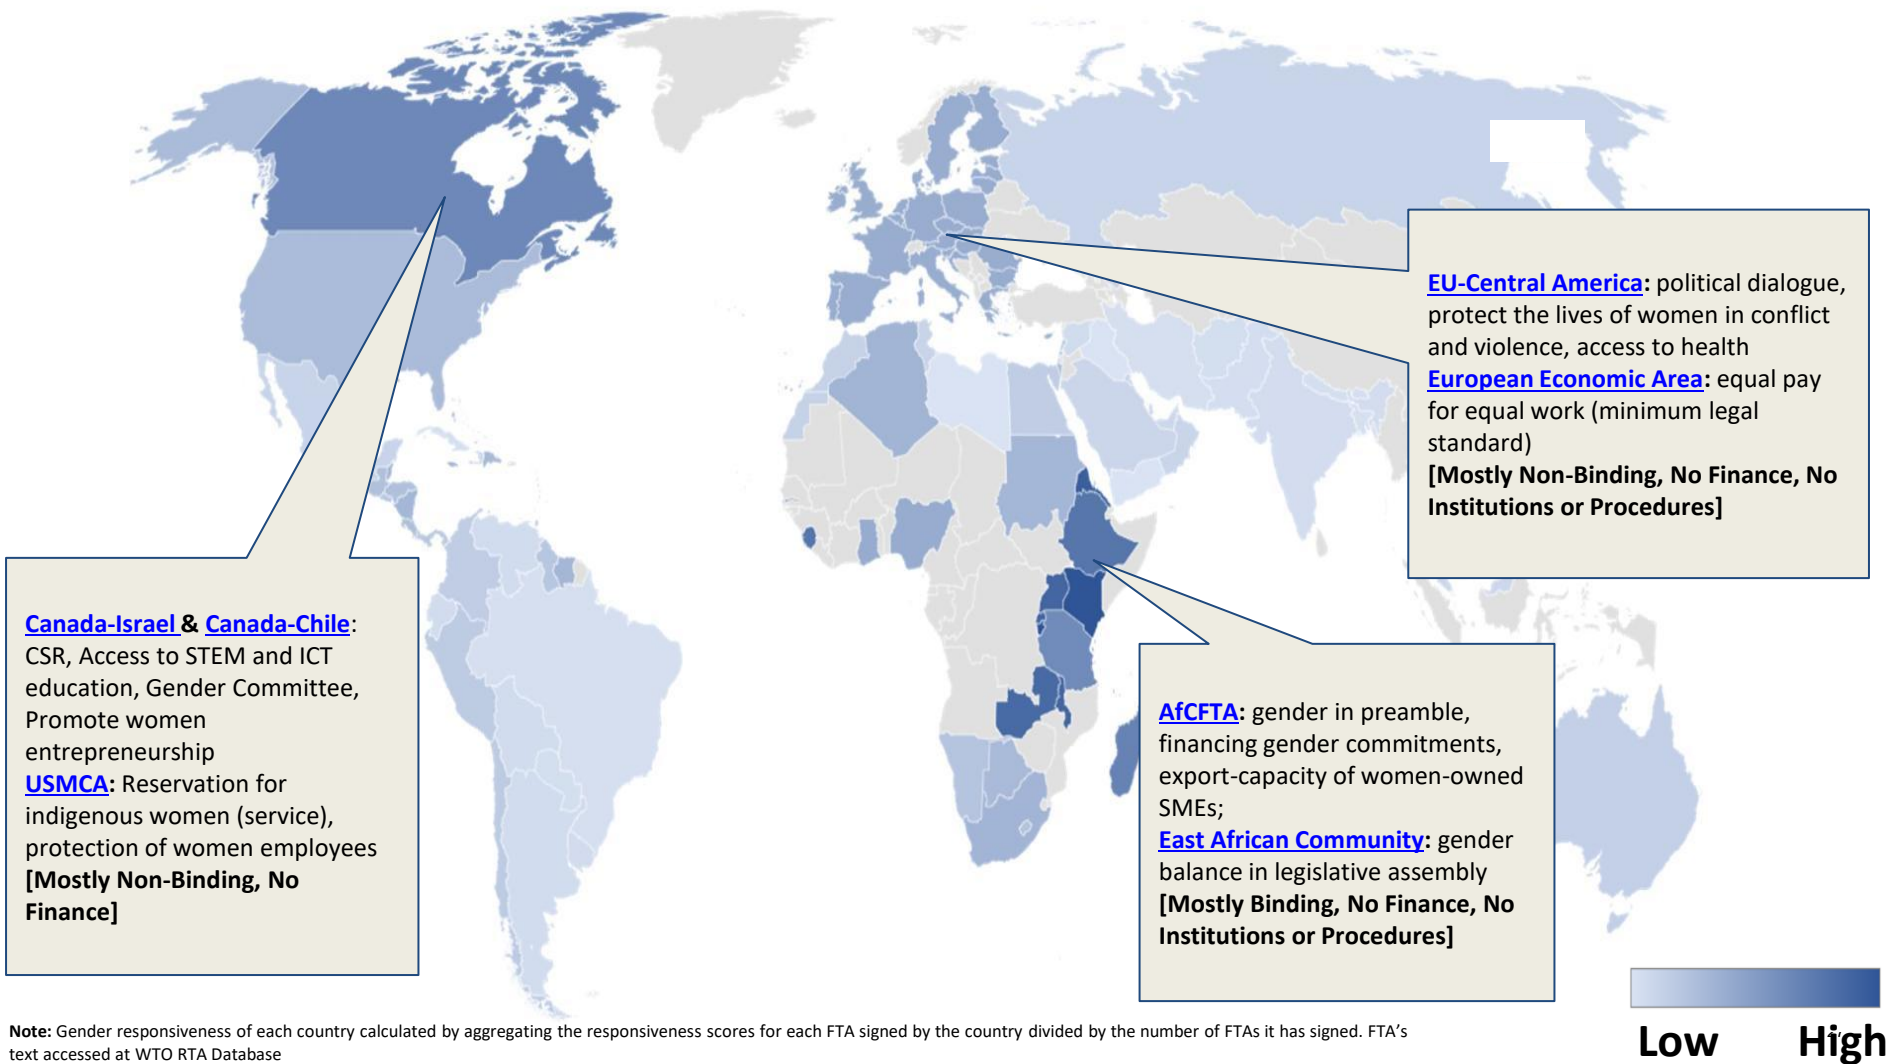 EU-Central America: political dialogue,
protect the lives of women in conflict
and violence, access to health
European Economic Area: equal pay
for equal work (minimum legal
standard)
[Mostly Non-Binding, No Finance, No
Institutions or Procedures]
Canada-Israel & Canada-Chile:
CSR, Access to STEM and ICT
education, Gender Committee,
Promote women
entrepreneurship
USMCA: Reservation for
indigenous women (service),
protection of women employees
[Mostly Non-Binding, No
Finance]
AfCFTA: gender in preamble,
financing gender commitments,
export-capacity of women-owned
SMEs;
East African Community: gender
balance in legislative assembly
[Mostly Binding, No Finance, No
Institutions or Procedures]
Low High
Note: Gender responsiveness of each country calculated by aggregating the responsiveness scores for each FTA signed by the country divided by the number of FTAs it has signed. FTA's
text accessed at WTO RTA Database